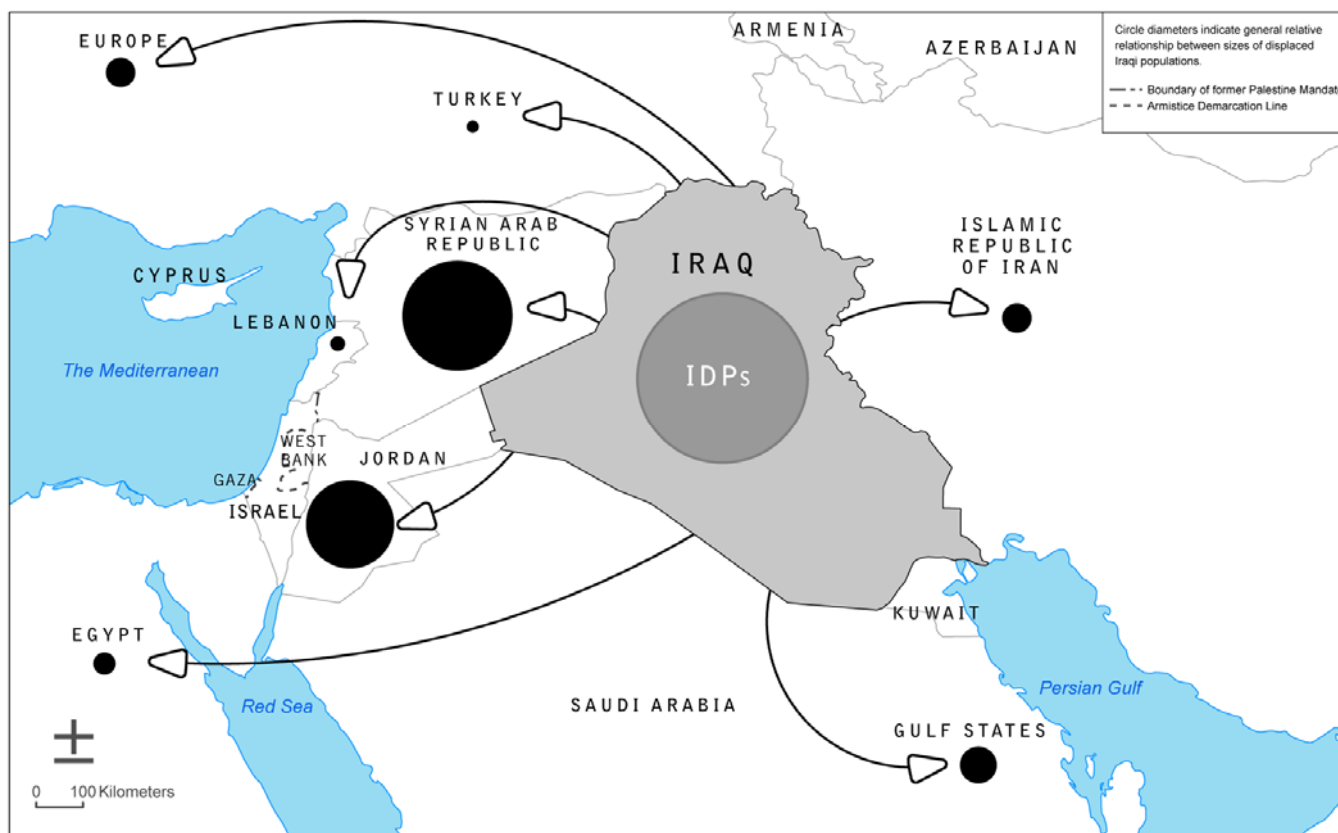 EUROPE
ARMENIA
AZERBAIJAN
Circle diameters indicate general relative
relationship between sizes of displaced
Iraqi populations.
Boundary of former Palestine Mandate
Armistice Demarcation Line
TURKEY
SYRIAN ARAB
REPUBLIC
ISLAMIC
REPUBLIC
OF IRAN
IRAQ
CYPRUS
LEBANON
The Mediterranean
IDPs
WEST
BANK
JORDAN
GAZA
ISRAEL
KUWAIT
EGYPT
Red Sea
SAUDI ARABIA
Persian Gulf
GULF STATES
0 100 Kilometers